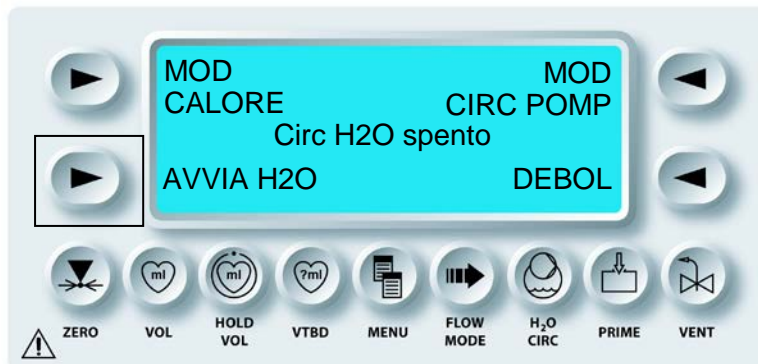 MOD MOD
CALORE CIRC POMP
Circ H2O spento
AVVIA H2O DEBOL
ml ml ?ml
ZERO VOL HOLD VOL VTBD MENU FLOW MODE H₂O CIRC PRIME VENT